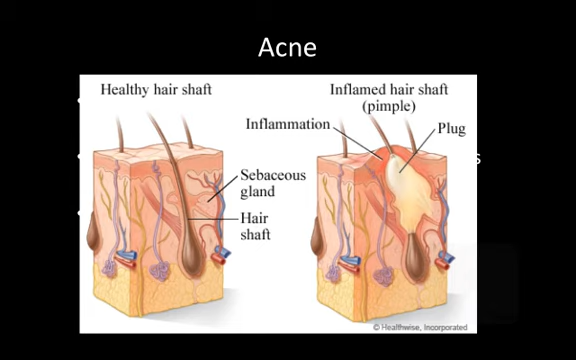 Acne
Healthy hair shaft
Inflamed hair shaft
(pimple)
Inflammation
Plug
Sebaceous
gland
Hair
shaft
© Healthwise, Incorporated